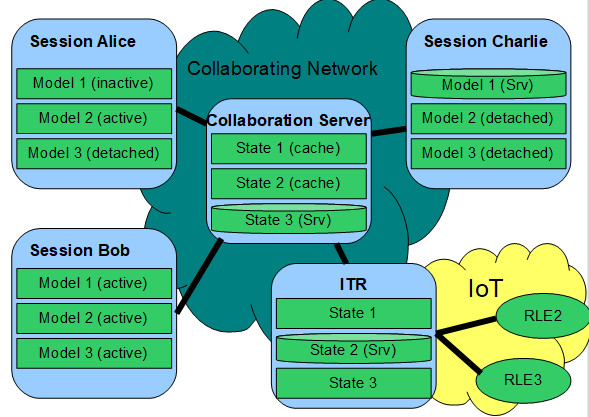 Session Alice
Model 1 (inactive)
Model 2 (active)
Model 3 (detached)
Collaborating Network
Session Charlie
Model 1 (Srv)
Model 2 (detached)
Model 3 (detached)
Collaboration Server
State 1 (cache)
State 2 (cache)
State 3 (Srv)
Session Bob
Model 1 (active)
Model 2 (active)
Model 3 (active)
ITR
State 1
State 2 (Srv)
State 3
IoT
RLE2
RLE3